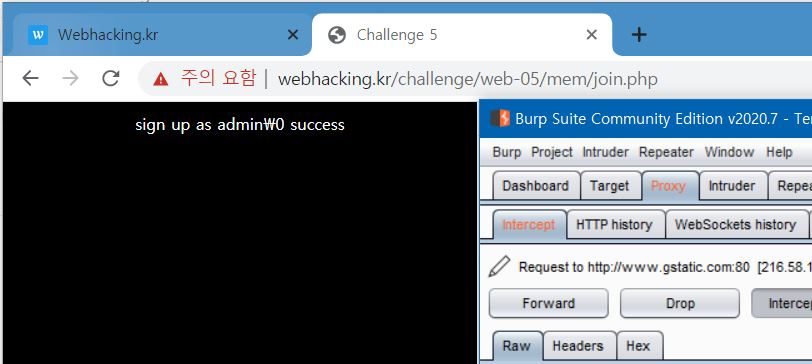 Webhacking.kr
Challenge 5
주의 요함 | webhacking.kr/challenge/web-05/mem/join.php
sign up as admin₩0 success
Burp Suite Community Edition v2020.7 - Te
Burp Project Intruder Repeater Window Help
Dashboard Target Proxy Intruder Repea
Intercept HTTP history WebSockets history
Request to http://www.gstatic.com:80 [216.58.1
Forward Drop Interce
Raw Headers Hex